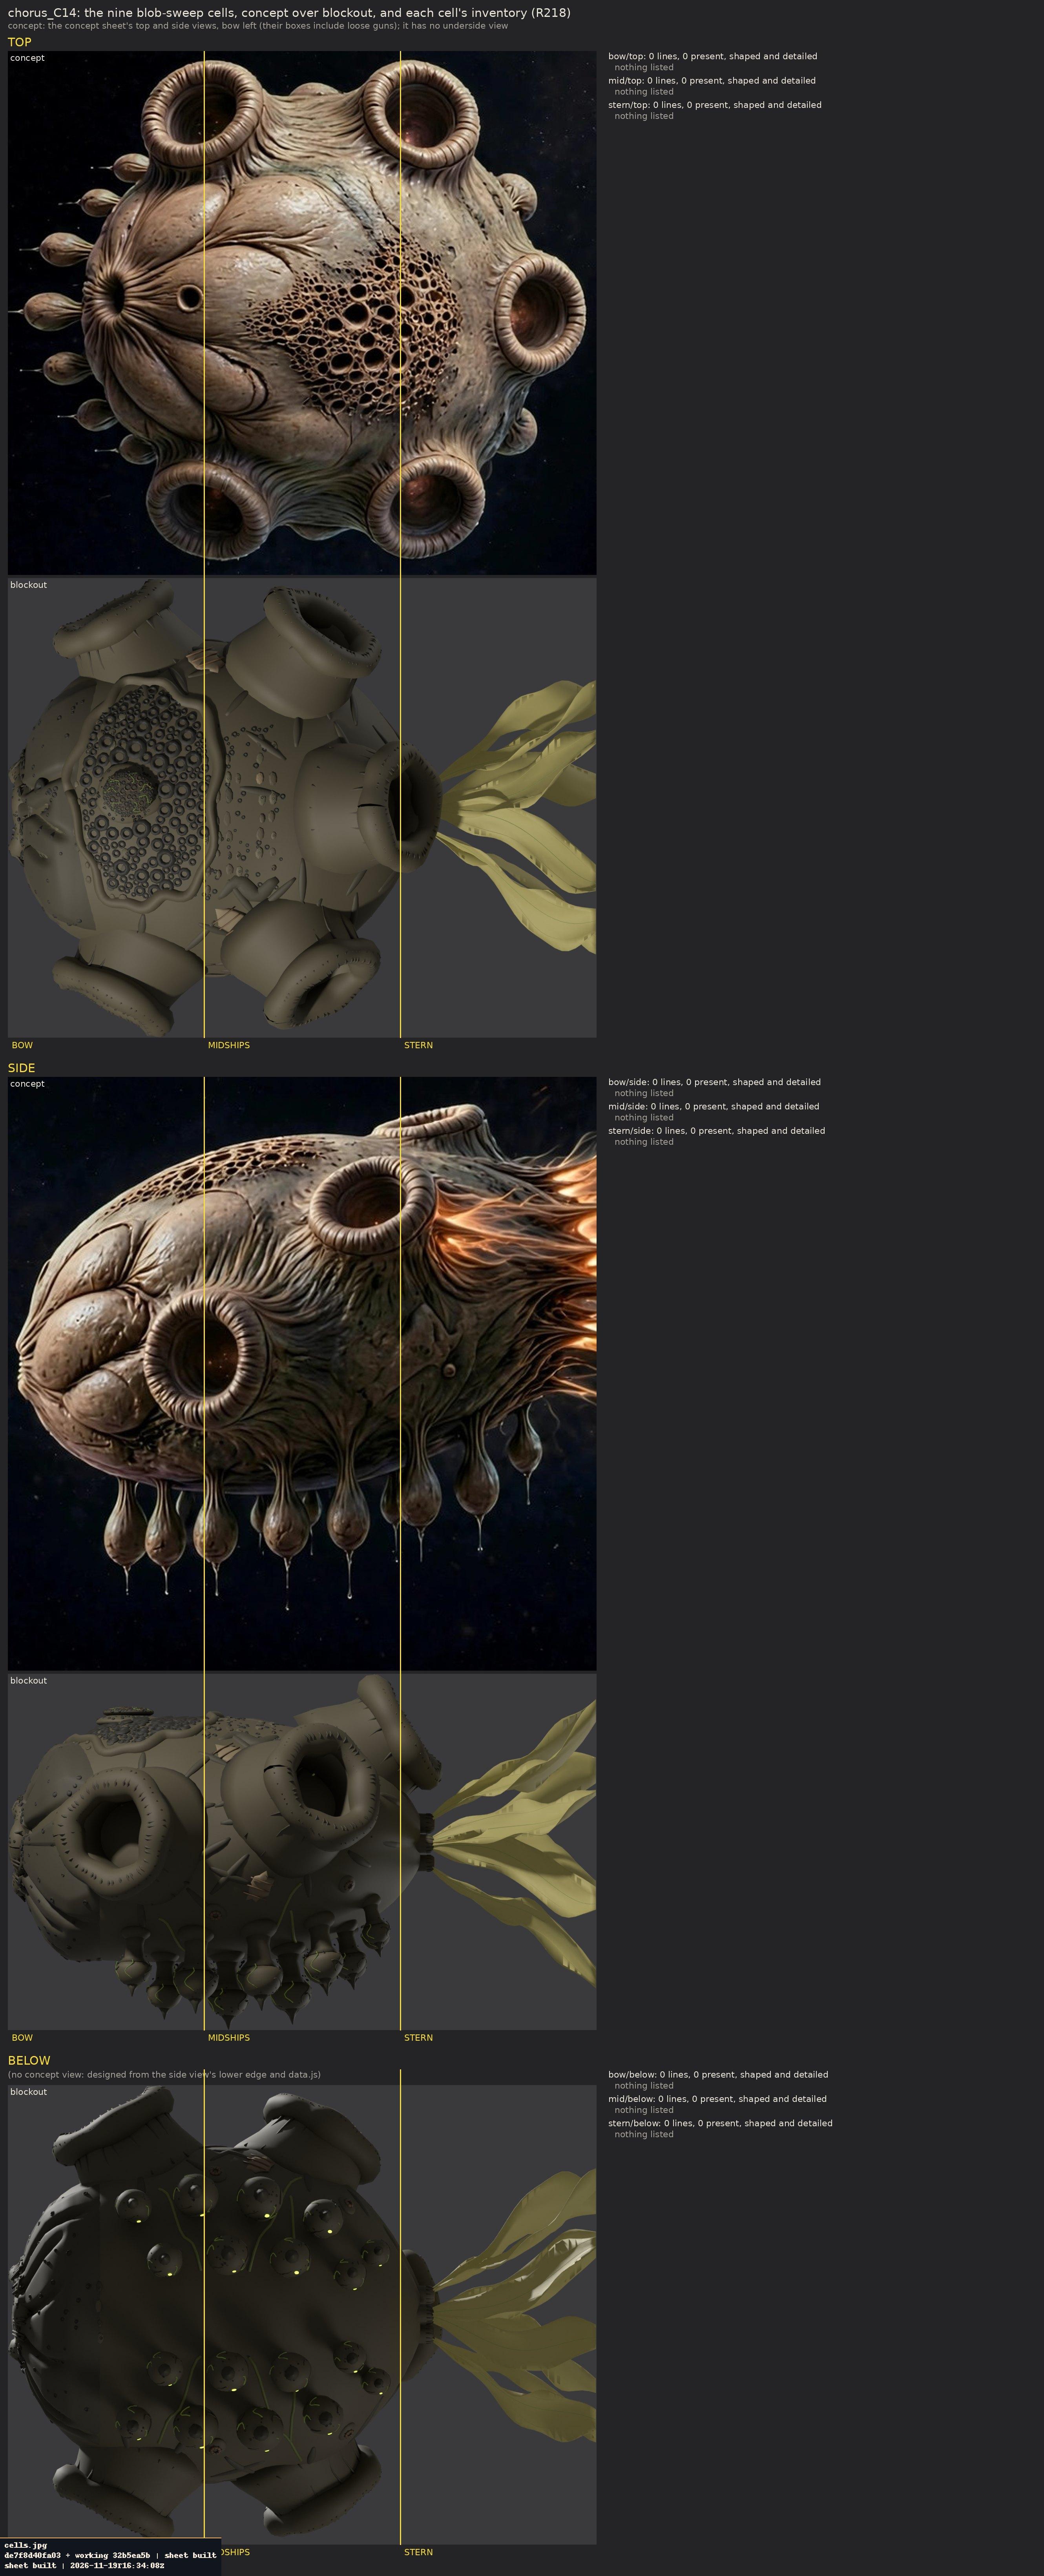 chorus_C14: the nine blob-sweep cells, concept over blockout, and each cell's inventory (R218)
concept: the concept sheet's top and side views, bow left (their boxes include loose guns); it has no underside view
TOP
concept
bow/top: 0 lines, 0 present, shaped and detailed
nothing listed
mid/top: 0 lines, 0 present, shaped and detailed
nothing listed
stern/top: 0 lines, 0 present, shaped and detailed
nothing listed
blockout
BOW
MIDSHIPS
STERN
SIDE
concept
bow/side: 0 lines, 0 present, shaped and detailed
nothing listed
mid/side: 0 lines, 0 present, shaped and detailed
nothing listed
stern/side: 0 lines, 0 present, shaped and detailed
nothing listed
blockout
BOW
MIDSHIPS
STERN
BELOW
(no concept view: designed from the side view's lower edge and data.js)
bow/below: 0 lines, 0 present, shaped and detailed
nothing listed
mid/below: 0 lines, 0 present, shaped and detailed
nothing listed
stern/below: 0 lines, 0 present, shaped and detailed
nothing listed
blockout
DSHIPS
STERN
cells.jpg
de7f8d40fa03 + working 32b5ea5b | sheet built
sheet built | 2026-11-19T16:34:08Z